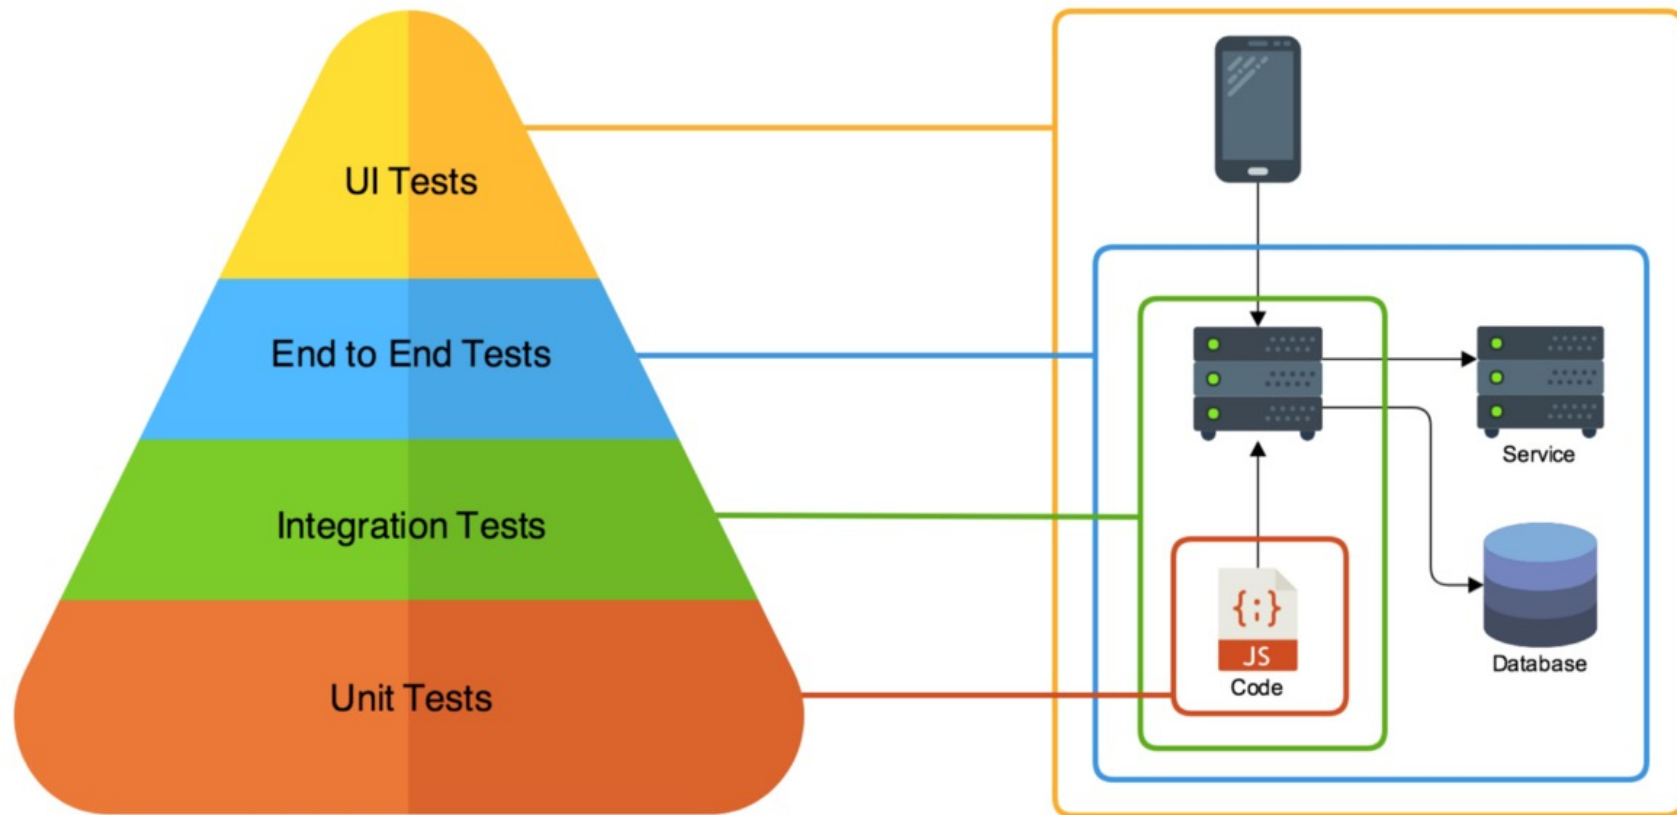 UI Tests
End to End Tests
Integration Tests
Unit Tests
Service
Database
{;}
JS
Code